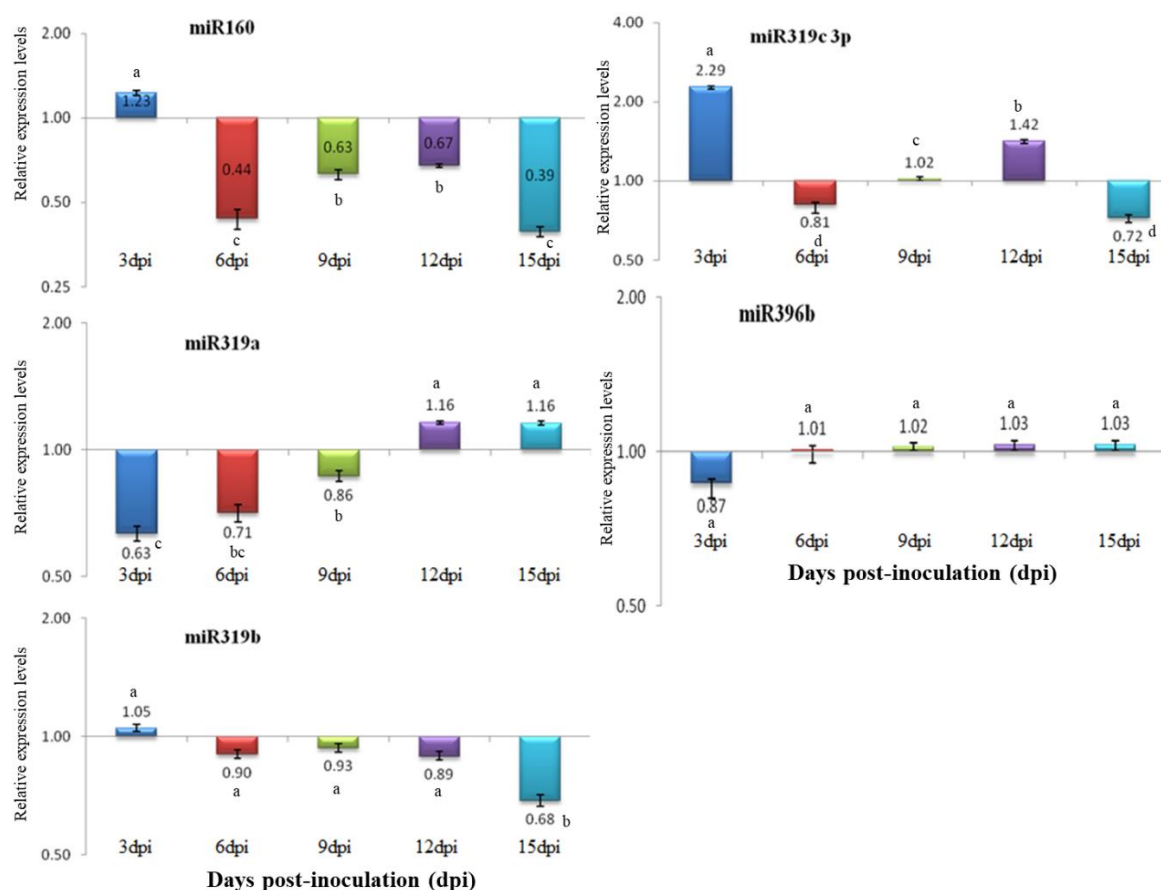 miR160
Relative expression levels
2.00
1.00
0.50
0.25
a
1.23
0.44
c
0.63
b
0.67
b
0.39
c
3dpi 6dpi 9dpi 12dpi 15dpi
miR319a
Relative expression levels
2.00
1.00
0.50
0.63 c
0.71
bc
0.86
b
a
1.16
a
1.16
3dpi 6dpi 9dpi 12dpi 15dpi
miR319b
Relative expression levels
2.00
1.00
0.50
a
1.05
0.90
a
0.93
a
0.89
a
0.68 b
3dpi 6dpi 9dpi 12dpi 15dpi
Days post-inoculation (dpi)
miR319c 3p
Relative expression levels
4.00
2.00
1.00
0.50
a
2.29
0.81
d
c
1.02
b
1.42
0.72 d
3dpi 6dpi 9dpi 12dpi 15dpi
miR396b
Relative expression levels
2.00
1.00
0.50
0.87
a
a
1.01
a
1.02
a
1.03
a
1.03
3dpi 6dpi 9dpi 12dpi 15dpi
Days post-inoculation (dpi)